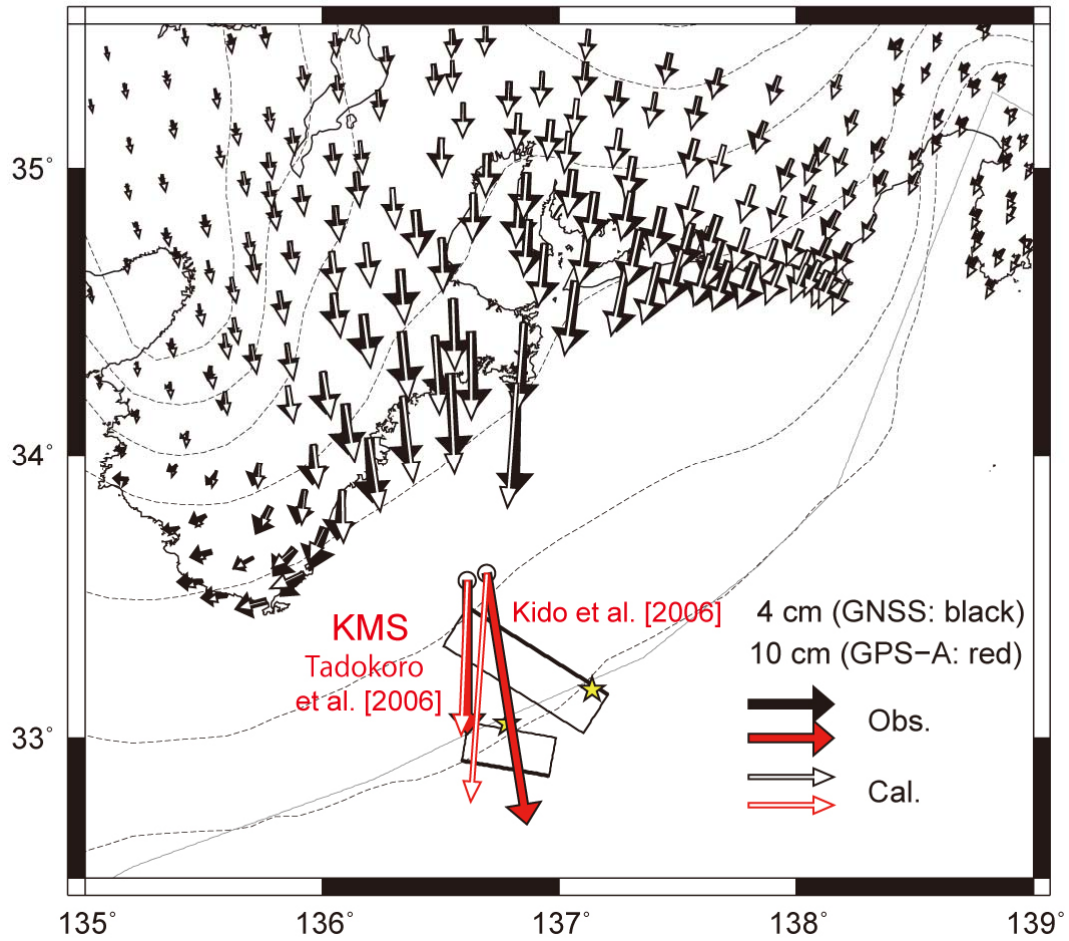 35°
34°
33°
KMS
Tadokoro
et al. [2006]
Kido et al. [2006]
4 cm (GNSS: black)
10 cm (GPS−A: red)
Obs.
Cal.
135° 136° 137° 138° 139°